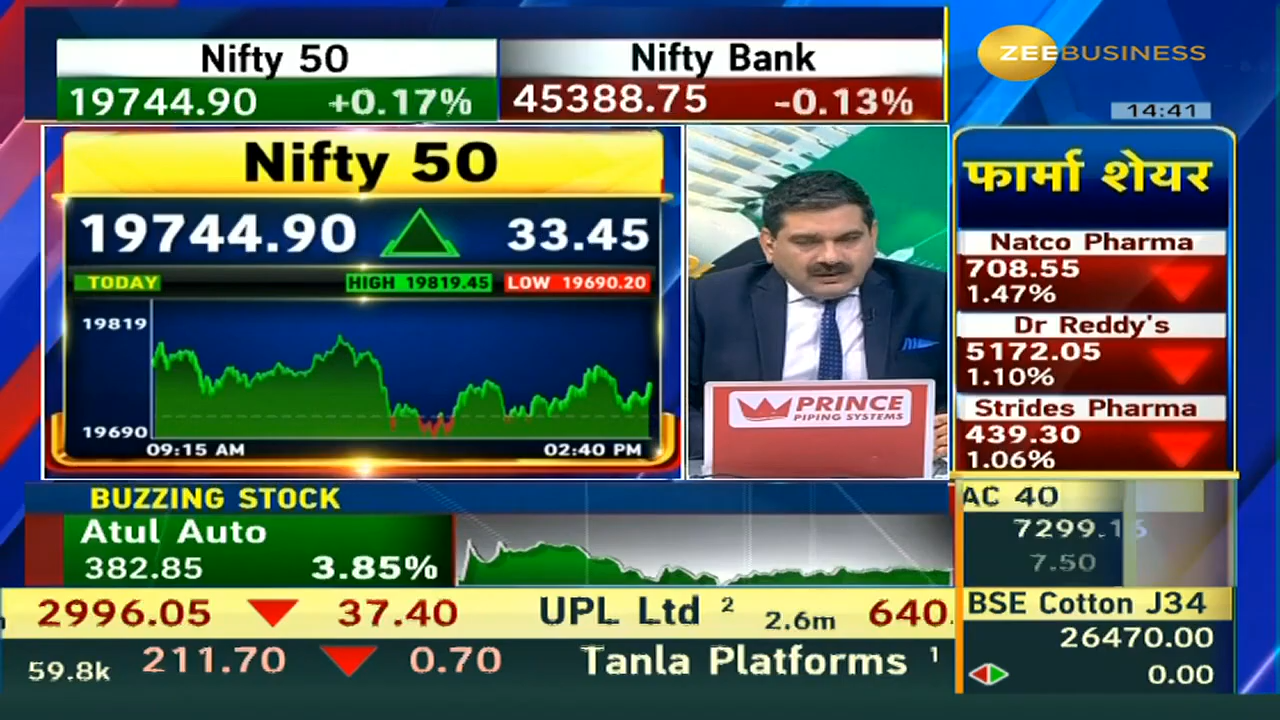 Nifty 50
19744.90 +0.17%
Nifty Bank
45388.75 -0.13%
ZEEBUSINESS
14:41
Nifty 50
19744.90 33.45
TODAY HIGH 19819.45 LOW 19690.20
19819
19690
09:15 AM 02:40 PM
PRINCE
PIPING SYSTEMS
फार्मा शेयर
Natco Pharma
708.55
1.47%
Dr Reddy's
5172.05
1.10%
Strides Pharma
439.30
1.06%
BUZZING STOCK
Atul Auto
382.85 3.85%
AC 40
7299.16
7.50
BSE Cotton J34
26470.00
0.00
2996.05 37.40 UPL Ltd 2 2.6m 640.
59.8k 211.70 0.70 Tanla Platforms 1